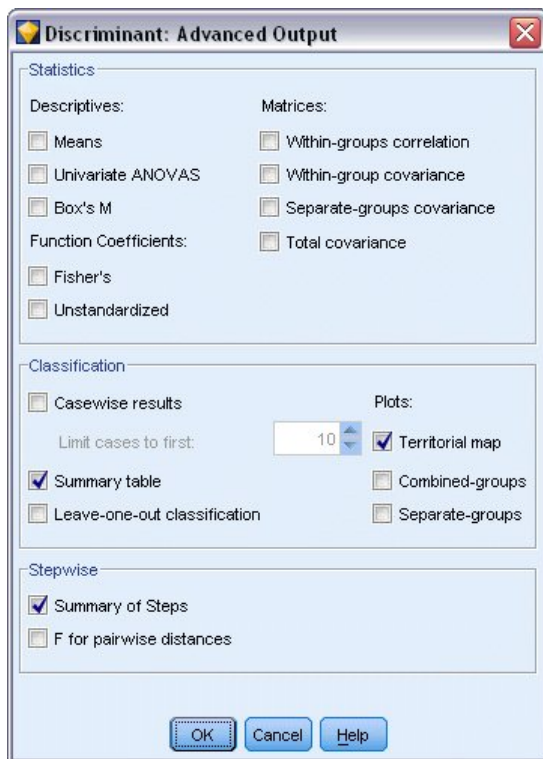 Discriminant: Advanced Output
Statistics
Descriptives:
Means
Univariate ANOVAS
Box's M
Function Coefficients:
Fisher's
Unstandardized
Matrices:
Within-groups correlation
Within-group covariance
Separate-groups covariance
Total covariance
Classification
Casewise results
Limit cases to first:
10
Summary table
Leave-one-out classification
Plots:
Territorial map
Combined-groups
Separate-groups
Stepwise
Summary of Steps
F for pairwise distances
OK
Cancel
Help